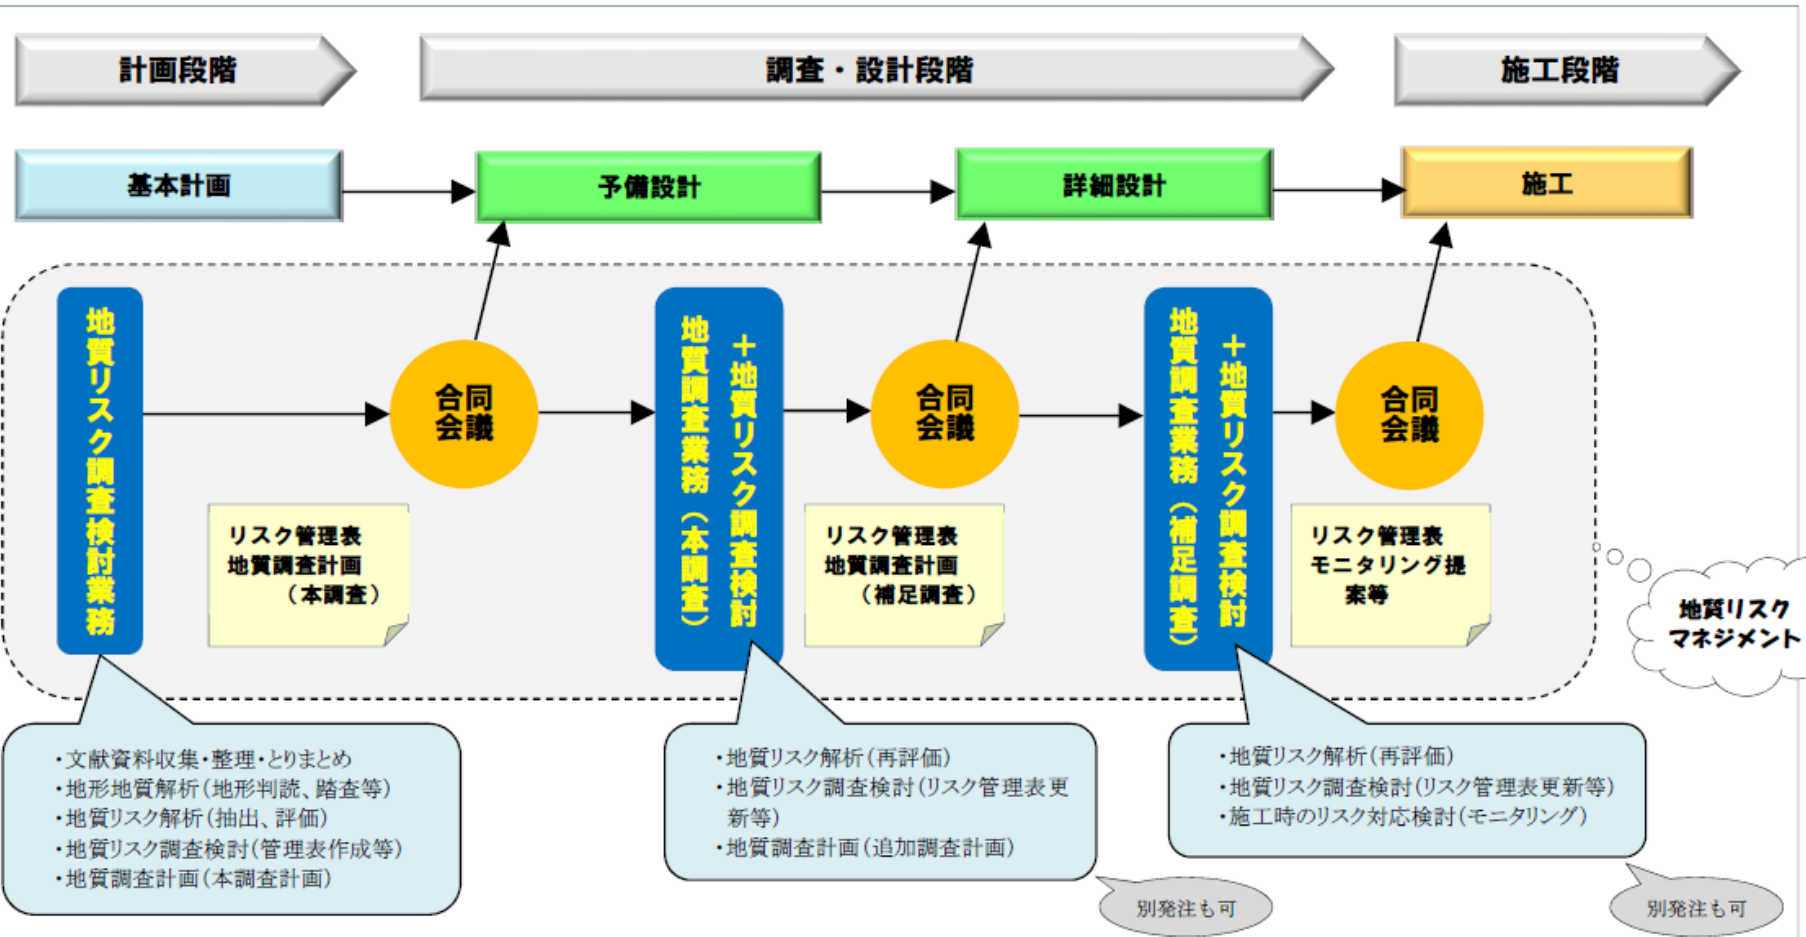 計画段階
調査・設計段階
施工段階
基本計画
予備設計
詳細設計
施工
地質リスク調査検討業務
合同
会議
地質調査業務（本調査）
＋地質リスク調査検討
合同
会議
地質調査業務（補足調査）
＋地質リスク調査検討
合同
会議
リスク管理表
地質調査計画
（本調査）
リスク管理表
地質調査計画
（補足調査）
リスク管理表
モニタリング提
案等
地質リスク
マネジメント
・文献資料収集・整理・とりまとめ
・地形地質解析（地形判読、踏査等）
・地質リスク解析（抽出、評価）
・地質リスク調査検討（管理表作成等）
・地質調査計画（本調査計画）
・地質リスク解析（再評価）
・地質リスク調査検討（リスク管理表更
新等）
・地質調査計画（追加調査計画）
・地質リスク解析（再評価）
・地質リスク調査検討（リスク管理表更新等）
・施工時のリスク対応検討（モニタリング）
別発注も可
別発注も可